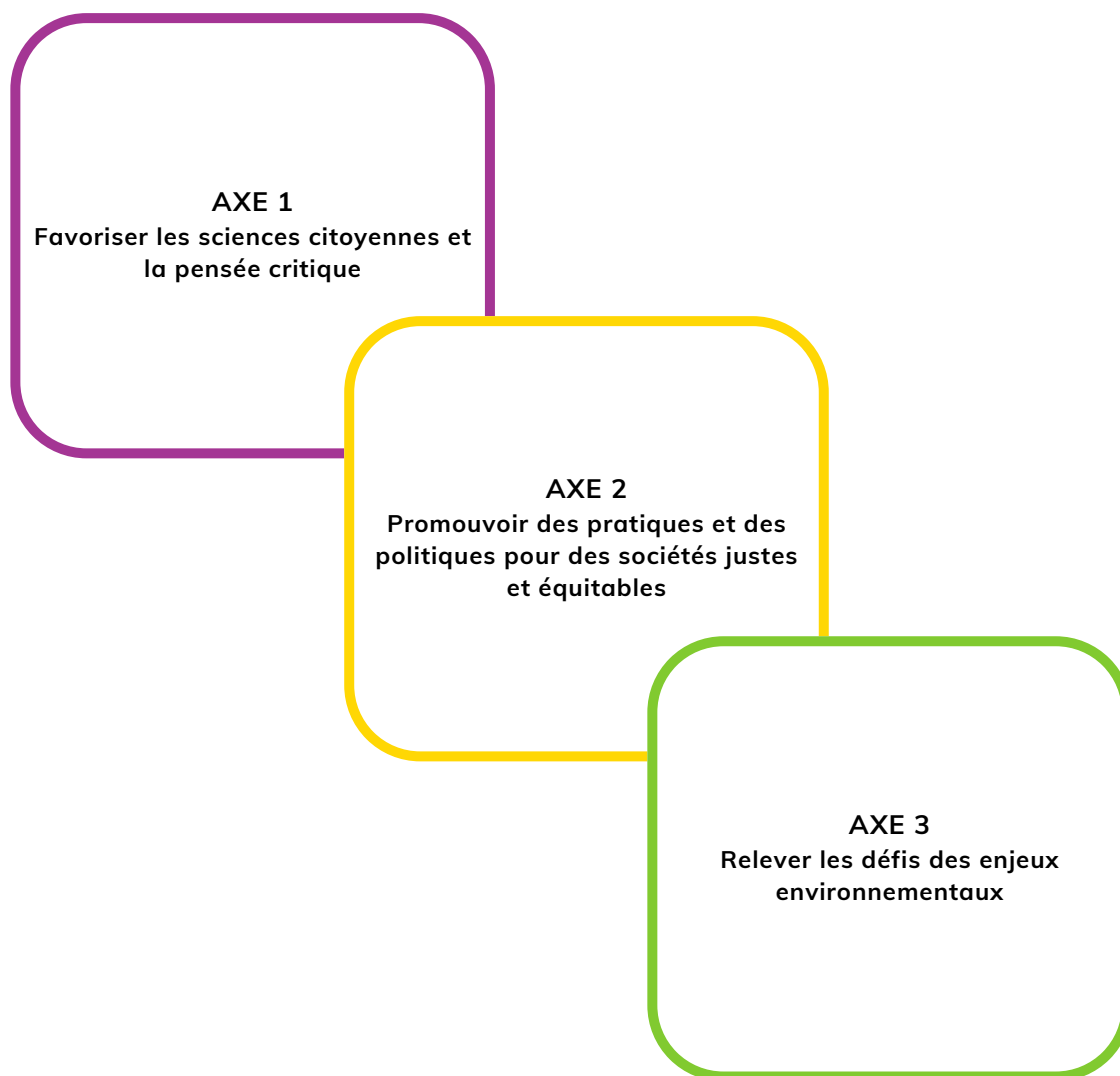 AXE 1
Favoriser les sciences citoyennes et
la pensée critique
AXE 2
Promouvoir des pratiques et des
politiques pour des sociétés justes
et équitables
AXE 3
Relever les défis des enjeux
environnementaux